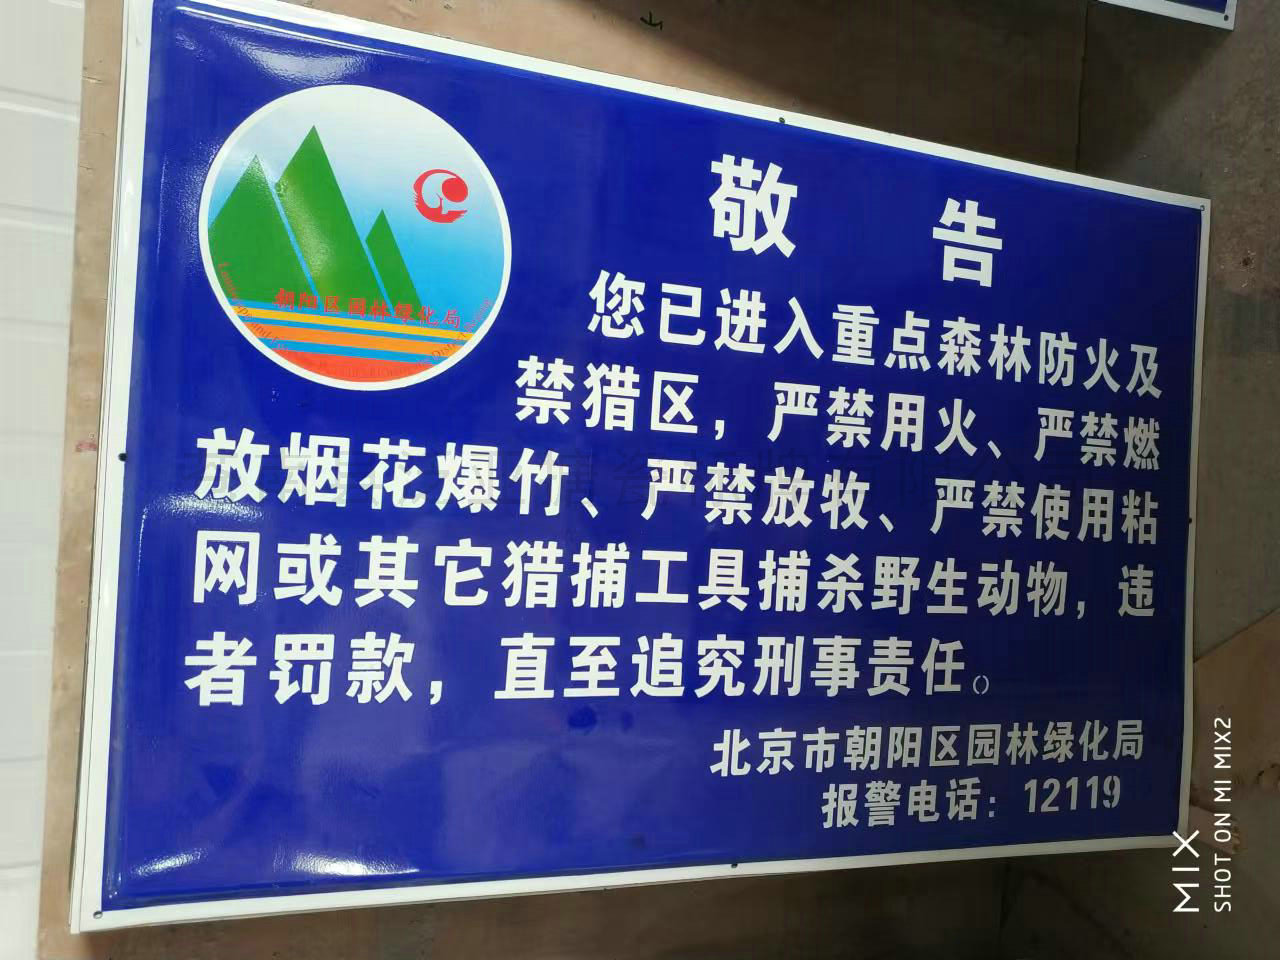 敬 告
您已进入重点森林防火及
禁猎区，严禁用火、严禁燃
放烟花爆竹、严禁放牧、严禁使用粘
网或其它猎捕工具捕杀野生动物，违
者罚款，直至追究刑事责任。
北京市朝阳区园林绿化局
报警电话：12119
朝阳区园林绿化局
MIX
SHOT ON MI MIX2